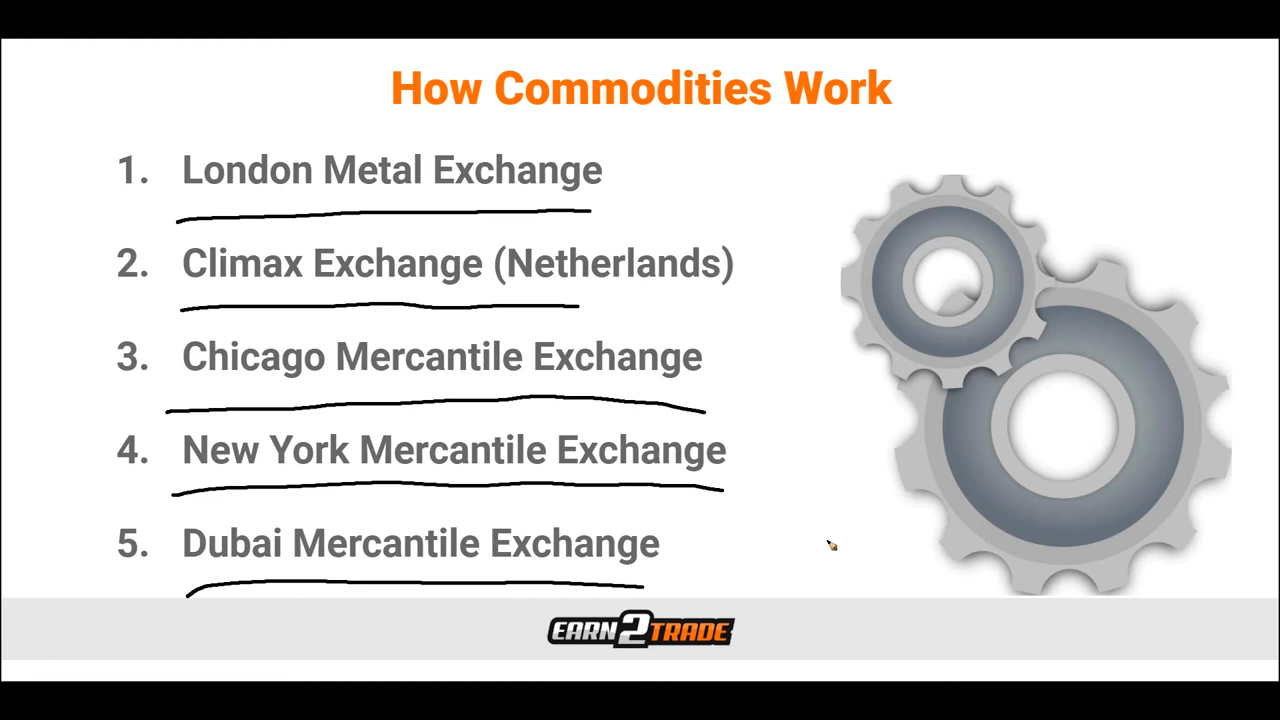 How Commodities Work
1. London Metal Exchange
2. Climax Exchange (Netherlands)
3. Chicago Mercantile Exchange
4. New York Mercantile Exchange
5. Dubai Mercantile Exchange
EARN2TRADE